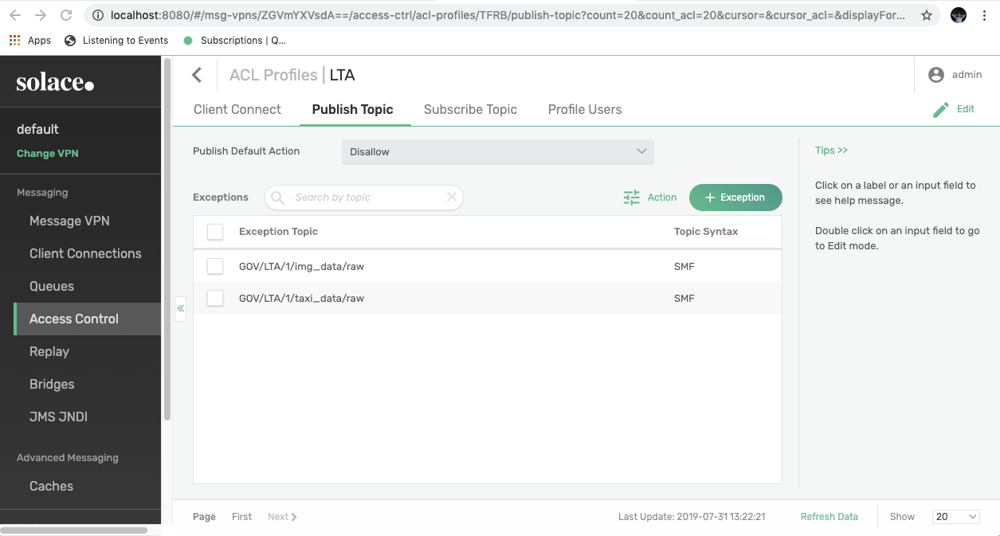 localhost:8080/#/msg-vpns/ZGVmYXVsdA==/access-ctrl/acl-profiles/TFRB/publish-topic?count=20&count_acl=20&cursor=&cursor_acl=&displayFor...
Apps Listening to Events Subscriptions | Q...
solace
ACL Profiles | LTA
admin
Client Connect Publish Topic Subscribe Topic Profile Users
Edit
default
Change VPN
Messaging
Message VPN
Client Connections
Queues
Access Control
Replay
Bridges
JMS JNDI
Advanced Messaging
Caches
Publish Default Action Disallow
Exceptions Search by topic Action + Exception
Exception Topic Topic Syntax
GOV/LTA/1/img_data/raw SMF
GOV/LTA/1/taxi_data/raw SMF
Tips >>
Click on a label or an input field to
see help message.
Double click on an input field to go
to Edit mode.
Page First Next Last Update: 2019-07-31 13:22:21 Refresh Data Show 20